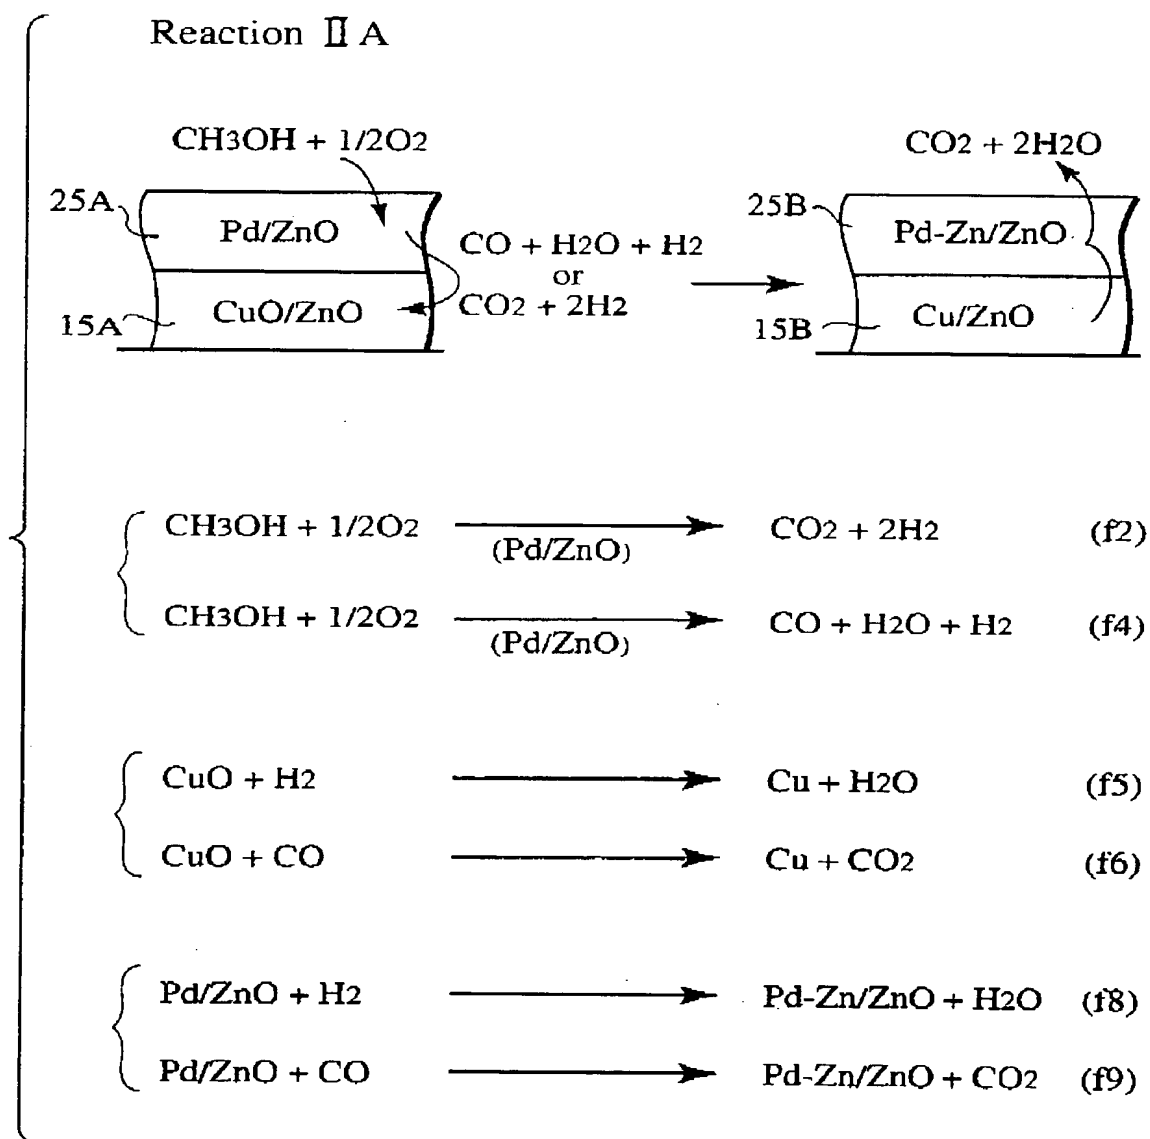 Reaction ⅡA
CH3OH + 1/2O2
CO2 + 2H2O
25A
Pd/ZnO
CO + H2O + H2
or
CO2 + 2H2
15A
CuO/ZnO
25B
Pd-Zn/ZnO
15B
Cu/ZnO
CH3OH + 1/2O2 (Pd/ZnO) CO2 + 2H2 (f2)
CH3OH + 1/2O2 (Pd/ZnO) CO + H2O + H2 (f4)
CuO + H2 Cu + H2O (f5)
CuO + CO Cu + CO2 (f6)
Pd/ZnO + H2 Pd-Zn/ZnO + H2O (f8)
Pd/ZnO + CO Pd-Zn/ZnO + CO2 (f9)